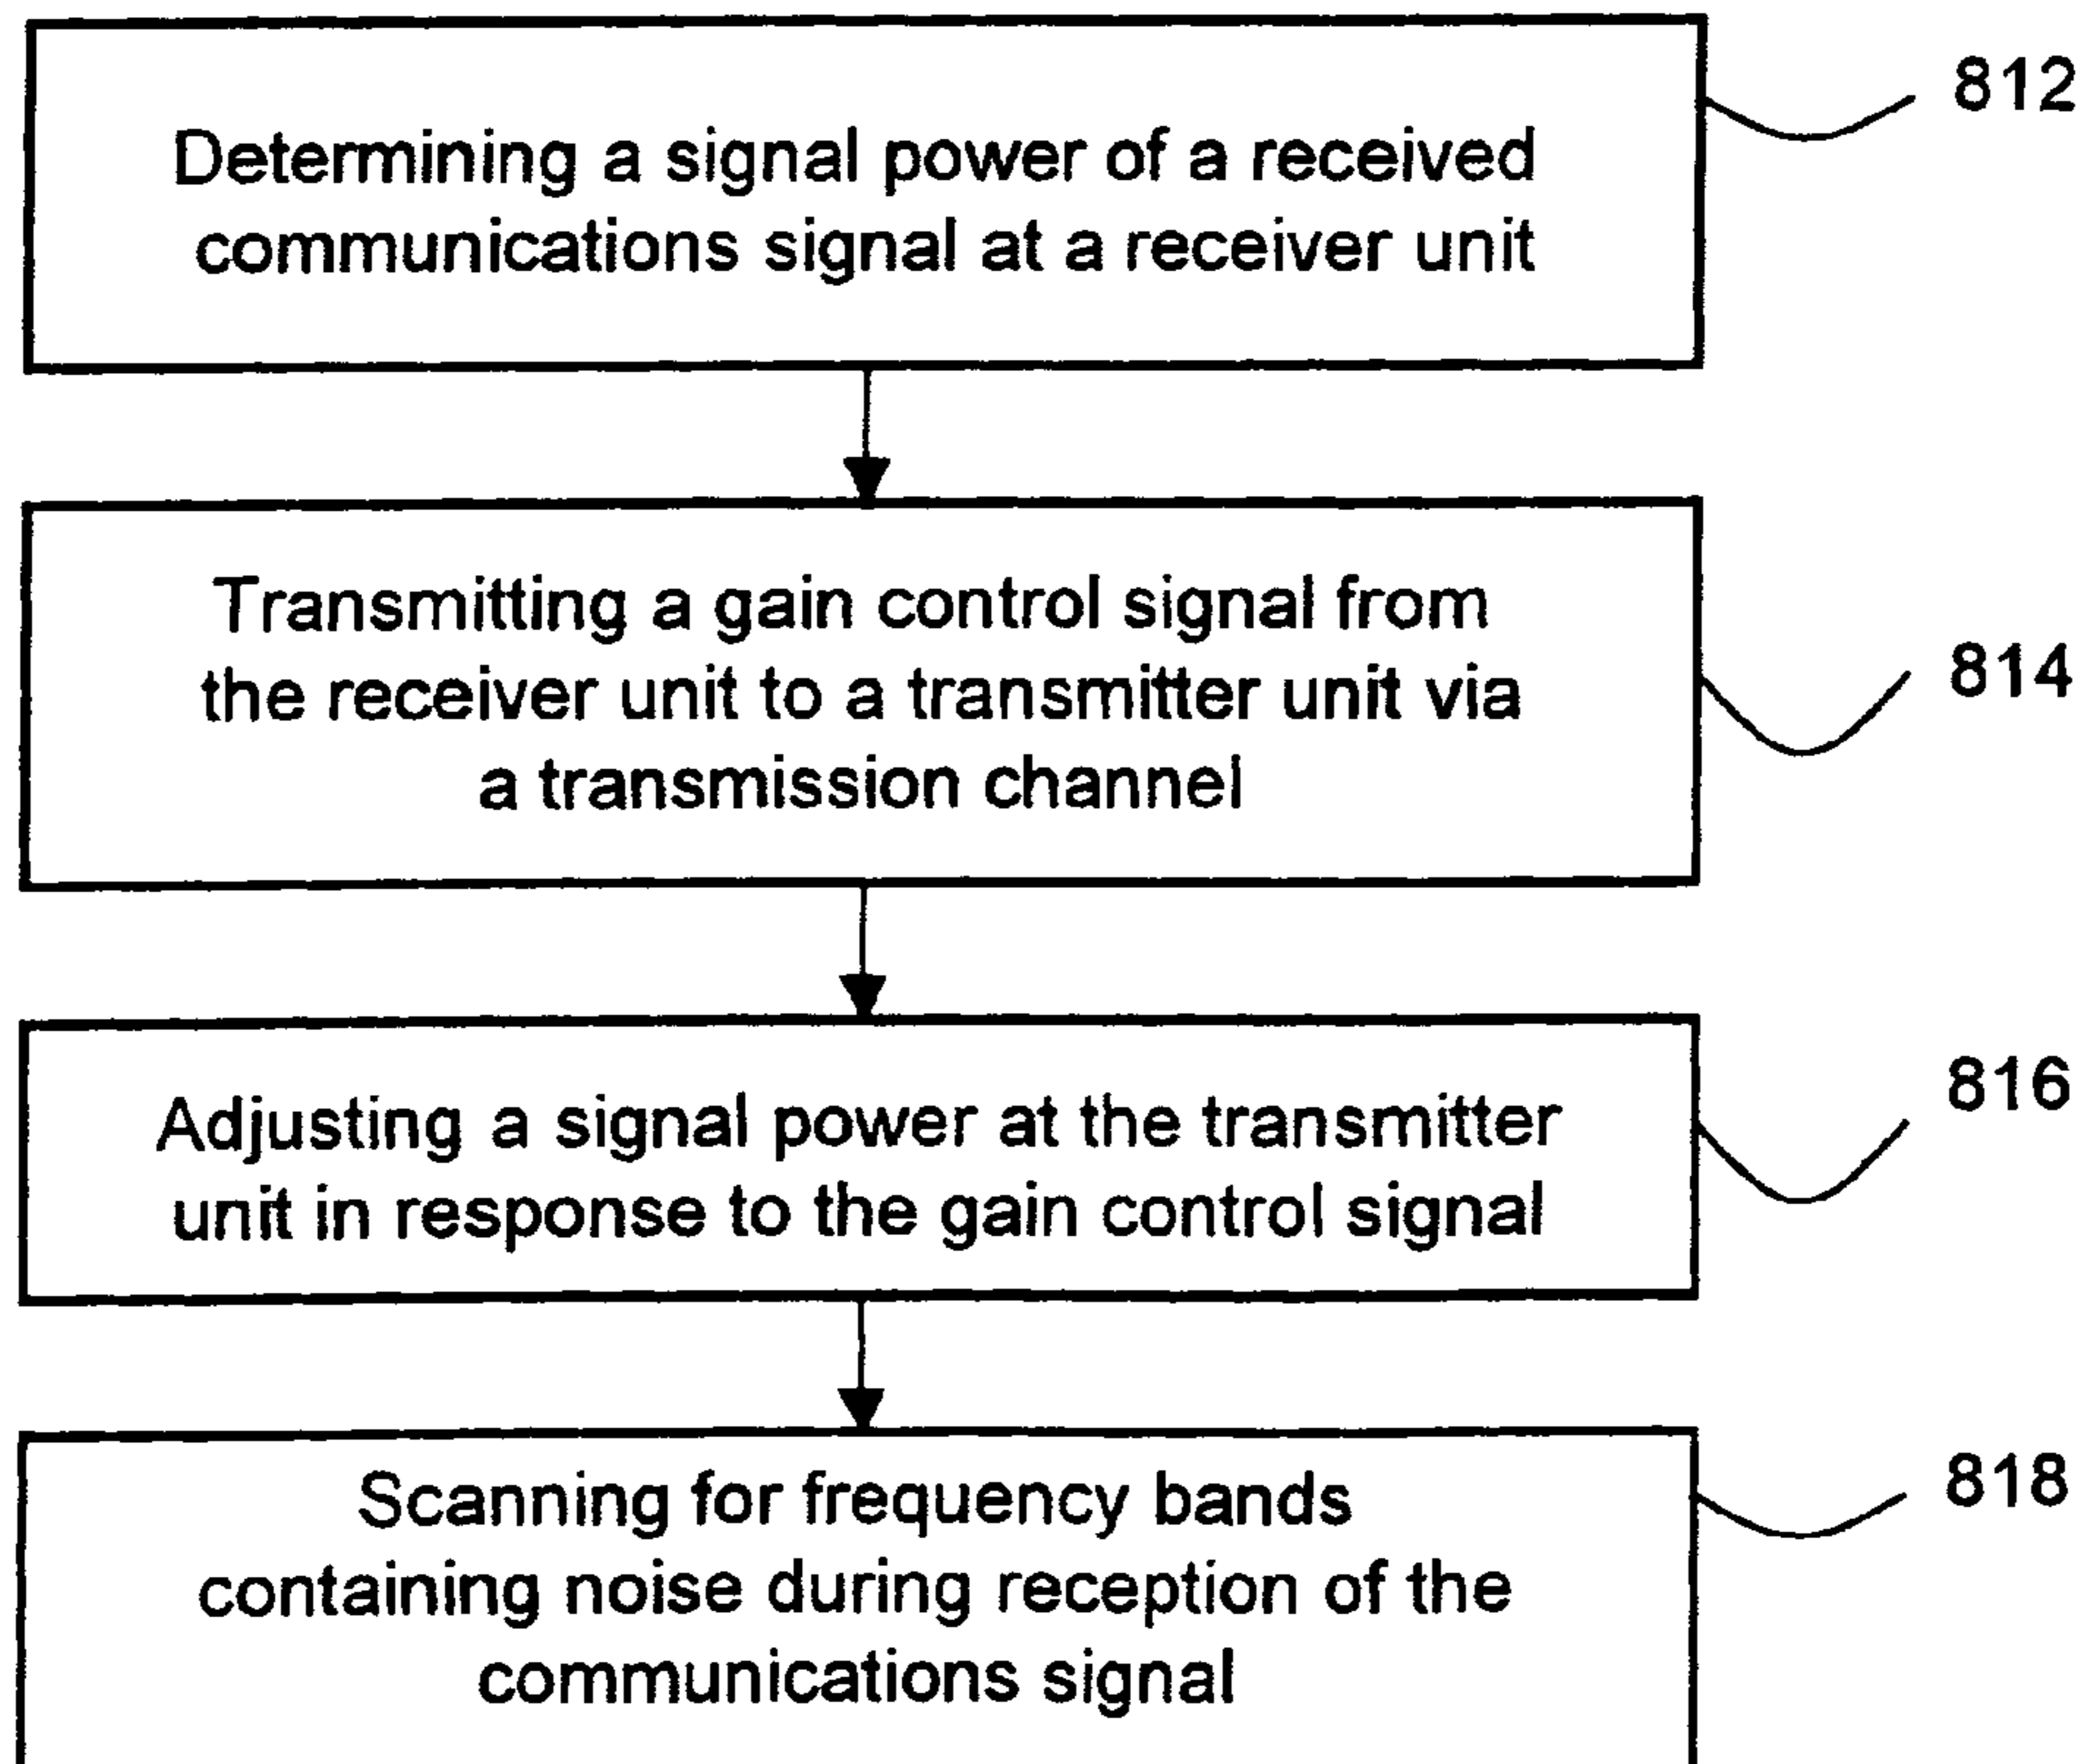 812
Determining a signal power of a received
communications signal at a receiver unit
Transmitting a gain control signal from
the receiver unit to a transmitter unit via
a transmission channel
814
Adjusting a signal power at the transmitter
unit in response to the gain control signal
816
Scanning for frequency bands
containing noise during reception of the
communications signal
818